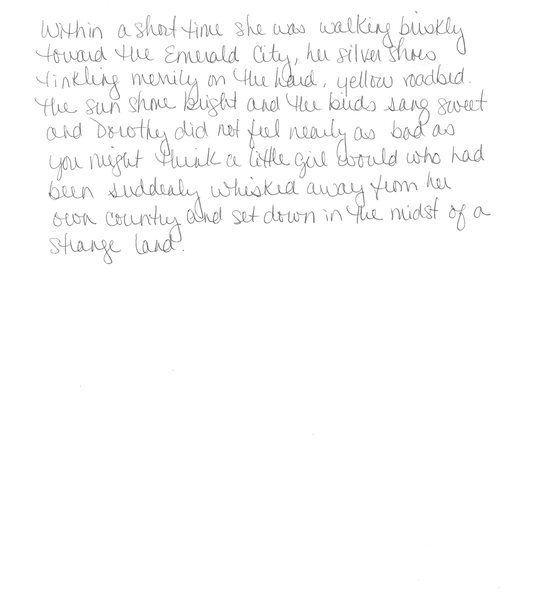 Within a short time she was walking briskly
toward the Emerald City, her silver shoes
tinkling merrily on the hard, yellow roadbed.
The sun shone bright and the birds sang sweet
and Dorothy did not feel nearly as bad as
you might think a little girl would who had
been suddenly whisked away from her
own country and set down in the midst of a
strange land.